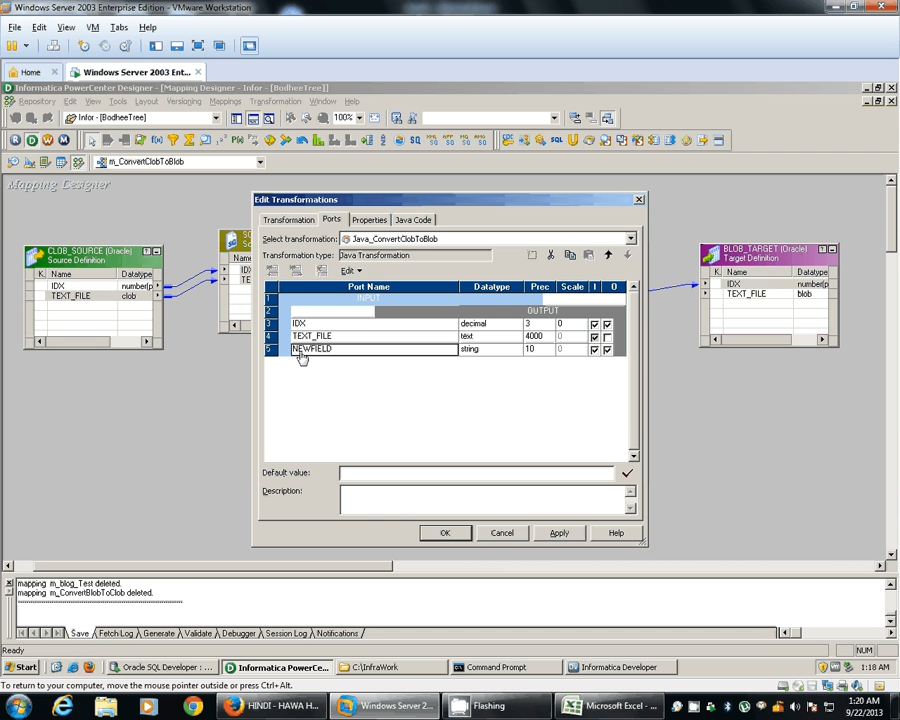 Windows Server 2003 Enterprise Edition - VMware Workstation
File Edit View VM Tabs Help
Home Windows Server 2003 Ent...
Informatica PowerCenter Designer - [Mapping Designer - Infor - [BodheeTree]]
Repository Edit View Tools Layout Versioning Mappings Transformation Window Help
Infor - [BodheeTree] 100%
m_ConvertClobToBlob
Mapping Designer
Edit Transformations
Transformation Ports Properties Java Code
Select transformation: Java_ConvertClobToBlob
Transformation type: Java Transformation
Edit
Port Name Datatype Prec Scale I O
1 INPUT
2 OUTPUT
3 IDX decimal 3 0
4 TEXT_FILE text 4000 0
5 NEWFIELD string 10 0
Default value:
Description:
OK Cancel Apply Help
CLOB_SOURCE (Oracle)
Source Definition
K. Name Datatype
IDX number(p
TEXT_FILE clob
BLOB_TARGET (Oracle)
Target Definition
K. Name Datatype
IDX number(p
TEXT_FILE blob
mapping m_blog_Test deleted.
mapping m_ConvertBlobToClob deleted.
Save Fetch Log Generate Validate Debugger Session Log Notifications
Ready NUM
Start Oracle SQL Developer : ... Informatica PowerCe... C:\InfraWork Command Prompt Informatica Developer 1:18 AM
To return to your computer, move the mouse pointer outside or press Ctrl+Alt.
HINDI - HAWA H... Windows Server 2... Flashing Microsoft Excel - ... 1:20 AM
9/22/2013